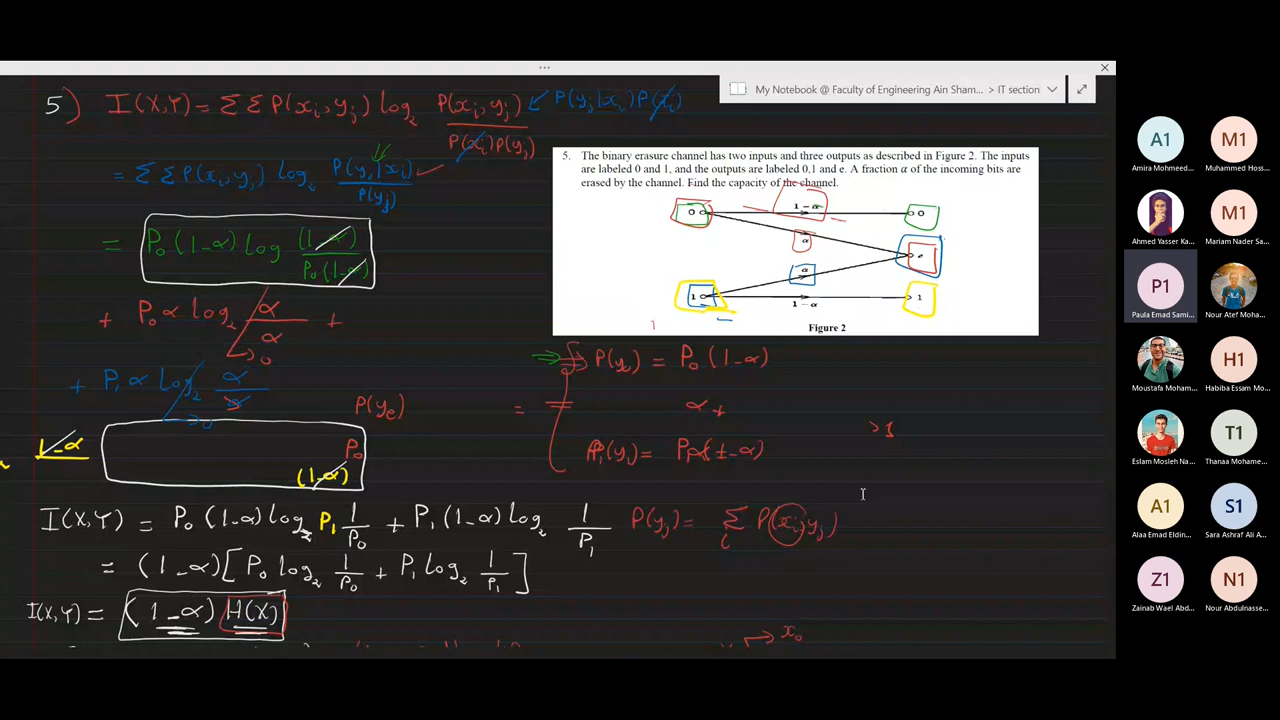 My Notebook @ Faculty of Engineering Ain Sham... > IT section
5) I(X,Y) = ΣΣ P(xi, yj) log2 P(xi, yj) / P(xi)P(yj)
P(yj|xi)P(xi)
= ΣΣ P(xi, yj) log2 P(yj|xi) / P(yj)
= P0 (1-α) log (1-α) / P0(1-α)
+ P0 α log2 α / α +
→ 0
+ P1 α log2 α / α
→ 0
P(ye)
1-α
P0
(1-α)
I(X,Y) = P0 (1-α) log2 P1 1/P0 + P1 (1-α) log2 1/P1
= (1-α) [P0 log2 1/P0 + P1 log2 1/P1]
I(X,Y) = (1-α) H(X)
5. The binary erasure channel has two inputs and three outputs as described in Figure 2. The inputs
are labeled 0 and 1, and the outputs are labeled 0,1 and e. A fraction α of the incoming bits are
erased by the channel. Find the capacity of the channel.
0 1-α 0
α
e
α
1 1-α 1
Figure 2
= P0 (1-α)
= α +
>1
P(yj) = Σi P(xi, yj)
→ x0
A1
Amira Mohmeed...
M1
Muhammed Hoss...
Ahmed Yasser Ka...
M1
Mariam Nader Sa...
P1
Paula Emad Sami...
Nour Atef Moha...
Moustafa Moham...
H1
Habiba Essam Mo...
Eslam Mosleh Na...
T1
Thanaa Mohame...
A1
Alaa Emad Eldin...
S1
Sara Ashraf Ali A...
Z1
Zainab Wael Abd...
N1
Nour Abdulnasse...